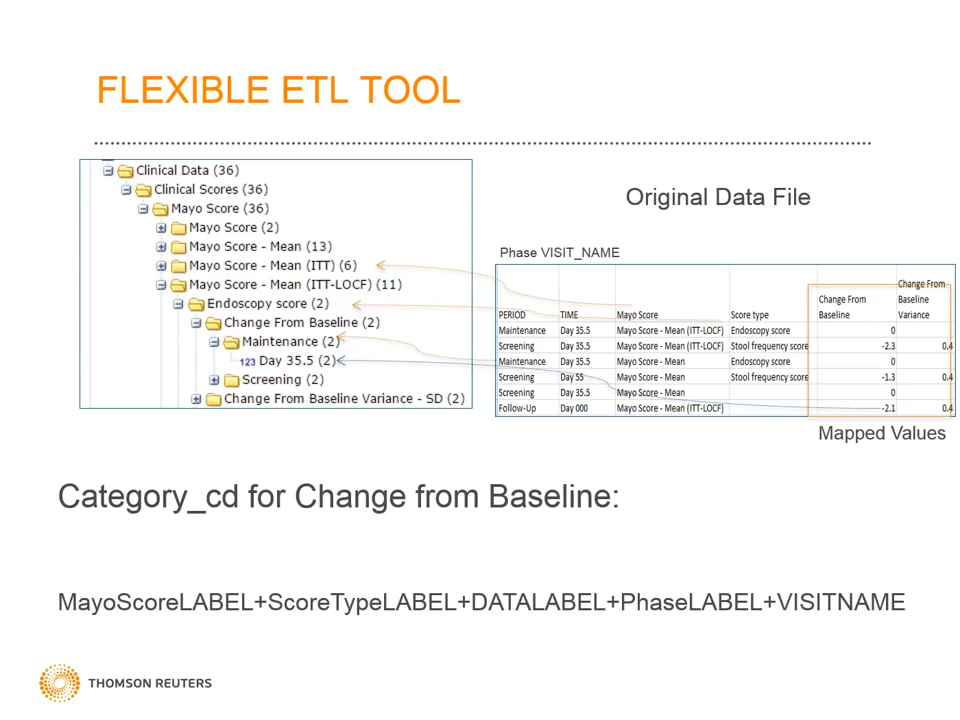 FLEXIBLE ETL TOOL
Clinical Data (36)
Clinical Scores (36)
Mayo Score (36)
Mayo Score (2)
Mayo Score - Mean (13)
Mayo Score - Mean (ITT) (6)
Mayo Score - Mean (ITT-LOCF) (11)
Endoscopy score (2)
Change From Baseline (2)
Maintenance (2)
123 Day 35.5 (2)
Screening (2)
Change From Baseline Variance - SD (2)
Original Data File
Phase VISIT_NAME
PERIOD TIME Mayo Score Score type Change From Baseline Change From Baseline Variance
Maintenance Day 35.5 Mayo Score - Mean (ITT-LOCF) Endoscopy score 0
Screening Day 35.5 Mayo Score - Mean (ITT-LOCF) Stool frequency score -2.3 0.4
Maintenance Day 35.5 Mayo Score - Mean Endoscopy score 0
Screening Day 55 Mayo Score - Mean Stool frequency score -1.3 0.4
Screening Day 35.5 Mayo Score - Mean 0
Follow-Up Day 000 Mayo Score - Mean (ITT-LOCF) -2.1 0.4
Mapped Values
Category_cd for Change from Baseline:
MayoScoreLABEL+ScoreTypeLABEL+DATALABEL+PhaseLABEL+VISITNAME
THOMSON REUTERS